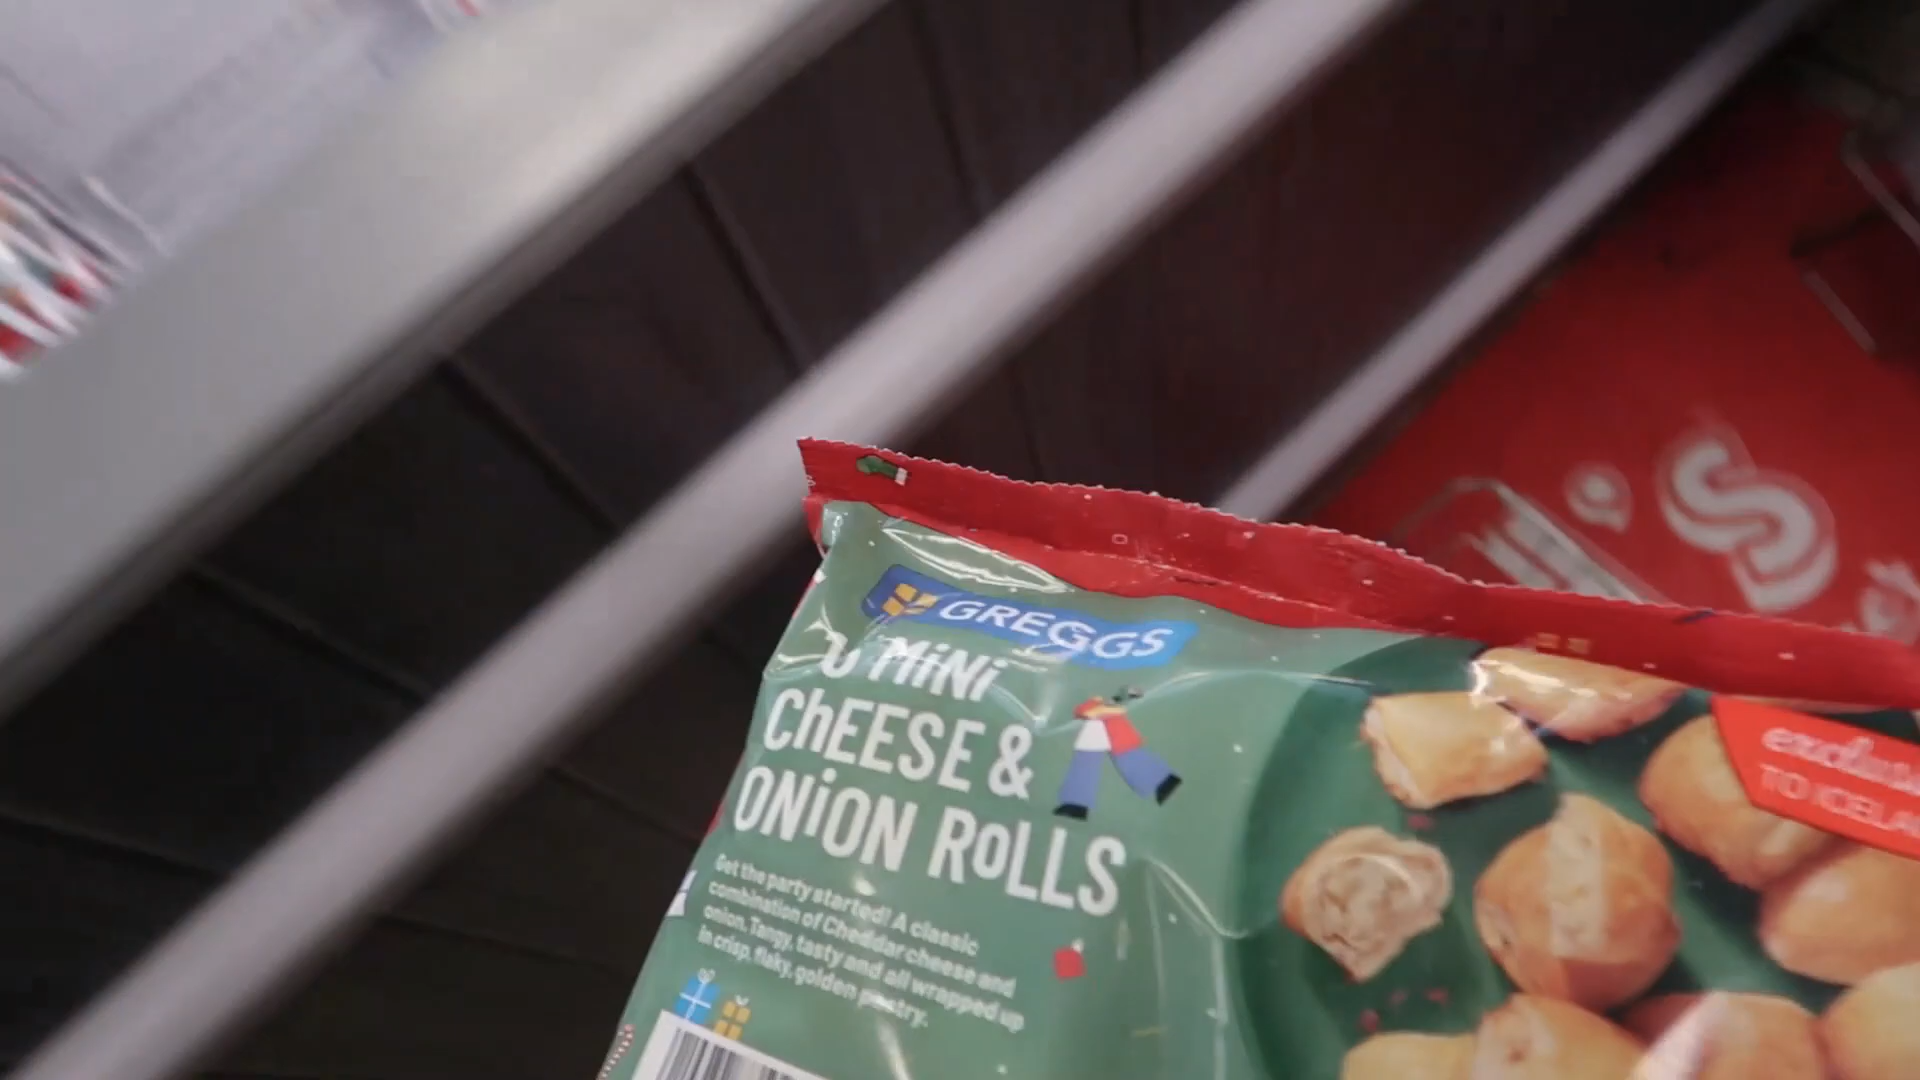 GREGGS
MiNi
ChEESE &
ONiON RoLLS
Get the party started! A classic
combination of Cheddar cheese and
onion. Tangy, tasty and all wrapped up
in crisp, flaky, golden pastry.
TO